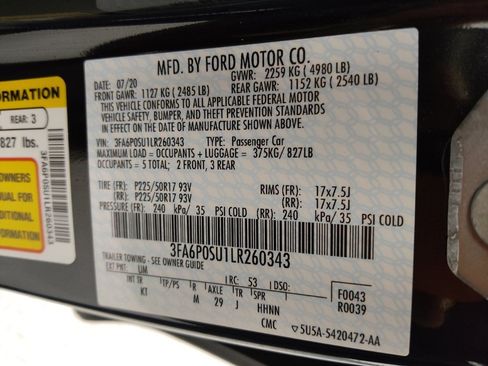 MFD. BY FORD MOTOR CO.
DATE: 07/20 GVWR: 2259 KG ( 4980 LB)
FRONT GAWR: 1127 KG ( 2485 LB) REAR GAWR: 1152 KG ( 2540 LB)
THIS VEHICLE CONFORMS TO ALL APPLICABLE FEDERAL MOTOR
VEHICLE SAFETY, BUMPER, AND THEFT PREVENTION STANDARDS
IN EFFECT ON THE DATE OF MANUFACTURE SHOWN ABOVE.
VIN: 3FA6P0SU1LR260343 TYPE: Passenger Car
MAXIMUM LOAD = OCCUPANTS + LUGGAGE = 375KG/827LB
OCCUPANTS = 5 TOTAL; 2 FRONT, 3 REAR
TIRE (FR): P225/50R17 93V RIMS (FR): 17x7.5J
(RR): P225/50R17 93V (RR): 17x7.5J
PRESSURE (FR): 240 kPa/ 35 PSI COLD (RR): 240 kPa/ 35 PSI COLD
3FA6P0SU1LR260343
TRAILER TOWING - SEE OWNER GUIDE
EXT PNT: UM RC: 53 DSO: F0043
INT TR TP/PS R AXLE TR SPR R0039
KT M 29 J HHNN
CMC 5U5A-5420472-AA
FORMATION
REAR: 3
827 lbs.
OWNERS
MANUAL FOR
ADDITIONAL
FORMATION
3FA6P0SU1LR260343